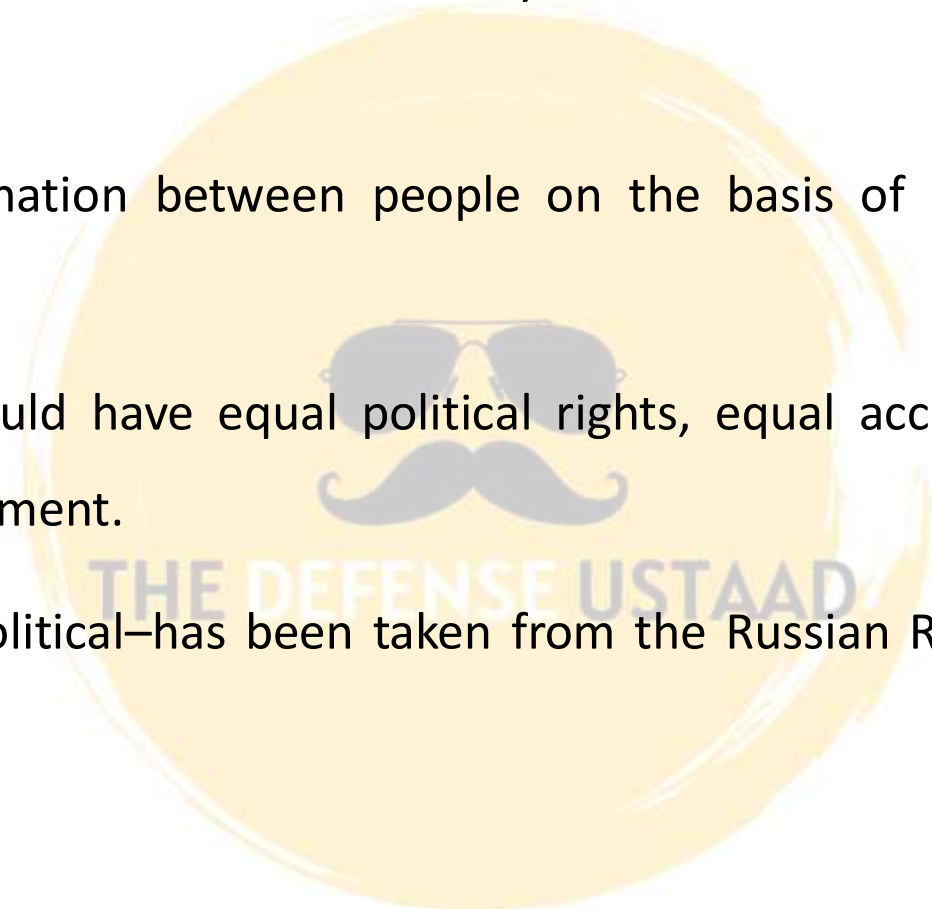 nation between people on the basis of
uld have equal political rights, equal acc
ment.
THE DEFENSE USTAAD
olitical–has been taken from the Russian R